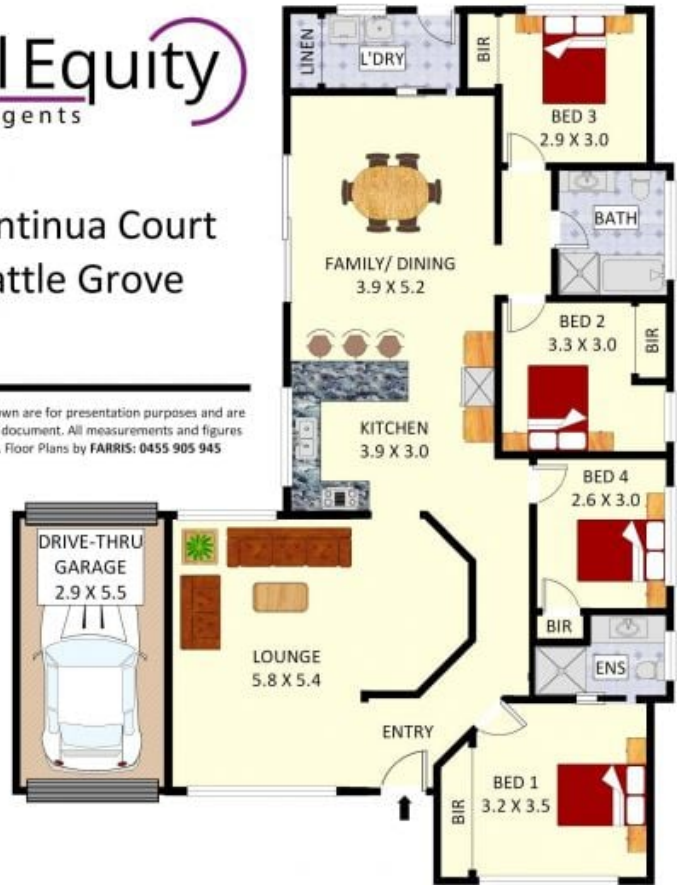 Equity
gents
ntinua Court
attle Grove
own are for presentation purposes and are
document. All measurements and figures
Floor Plans by FARRIS: 0455 905 945
LINEN
L'DRY
BIR
BED 3
2.9 X 3.0
BATH
FAMILY/ DINING
3.9 X 5.2
BED 2
3.3 X 3.0
BIR
KITCHEN
3.9 X 3.0
BED 4
2.6 X 3.0
BIR
ENS
DRIVE-THRU
GARAGE
2.9 X 5.5
LOUNGE
5.8 X 5.4
ENTRY
BED 1
3.2 X 3.5
BIR